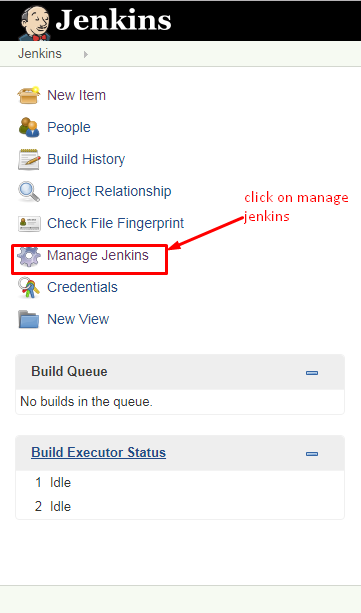 Jenkins
Jenkins
New Item
People
Build History
Project Relationship
click on manage
jenkins
Check File Fingerprint
Manage Jenkins
Credentials
New View
Build Queue
No builds in the queue.
Build Executor Status
1 Idle
2 Idle